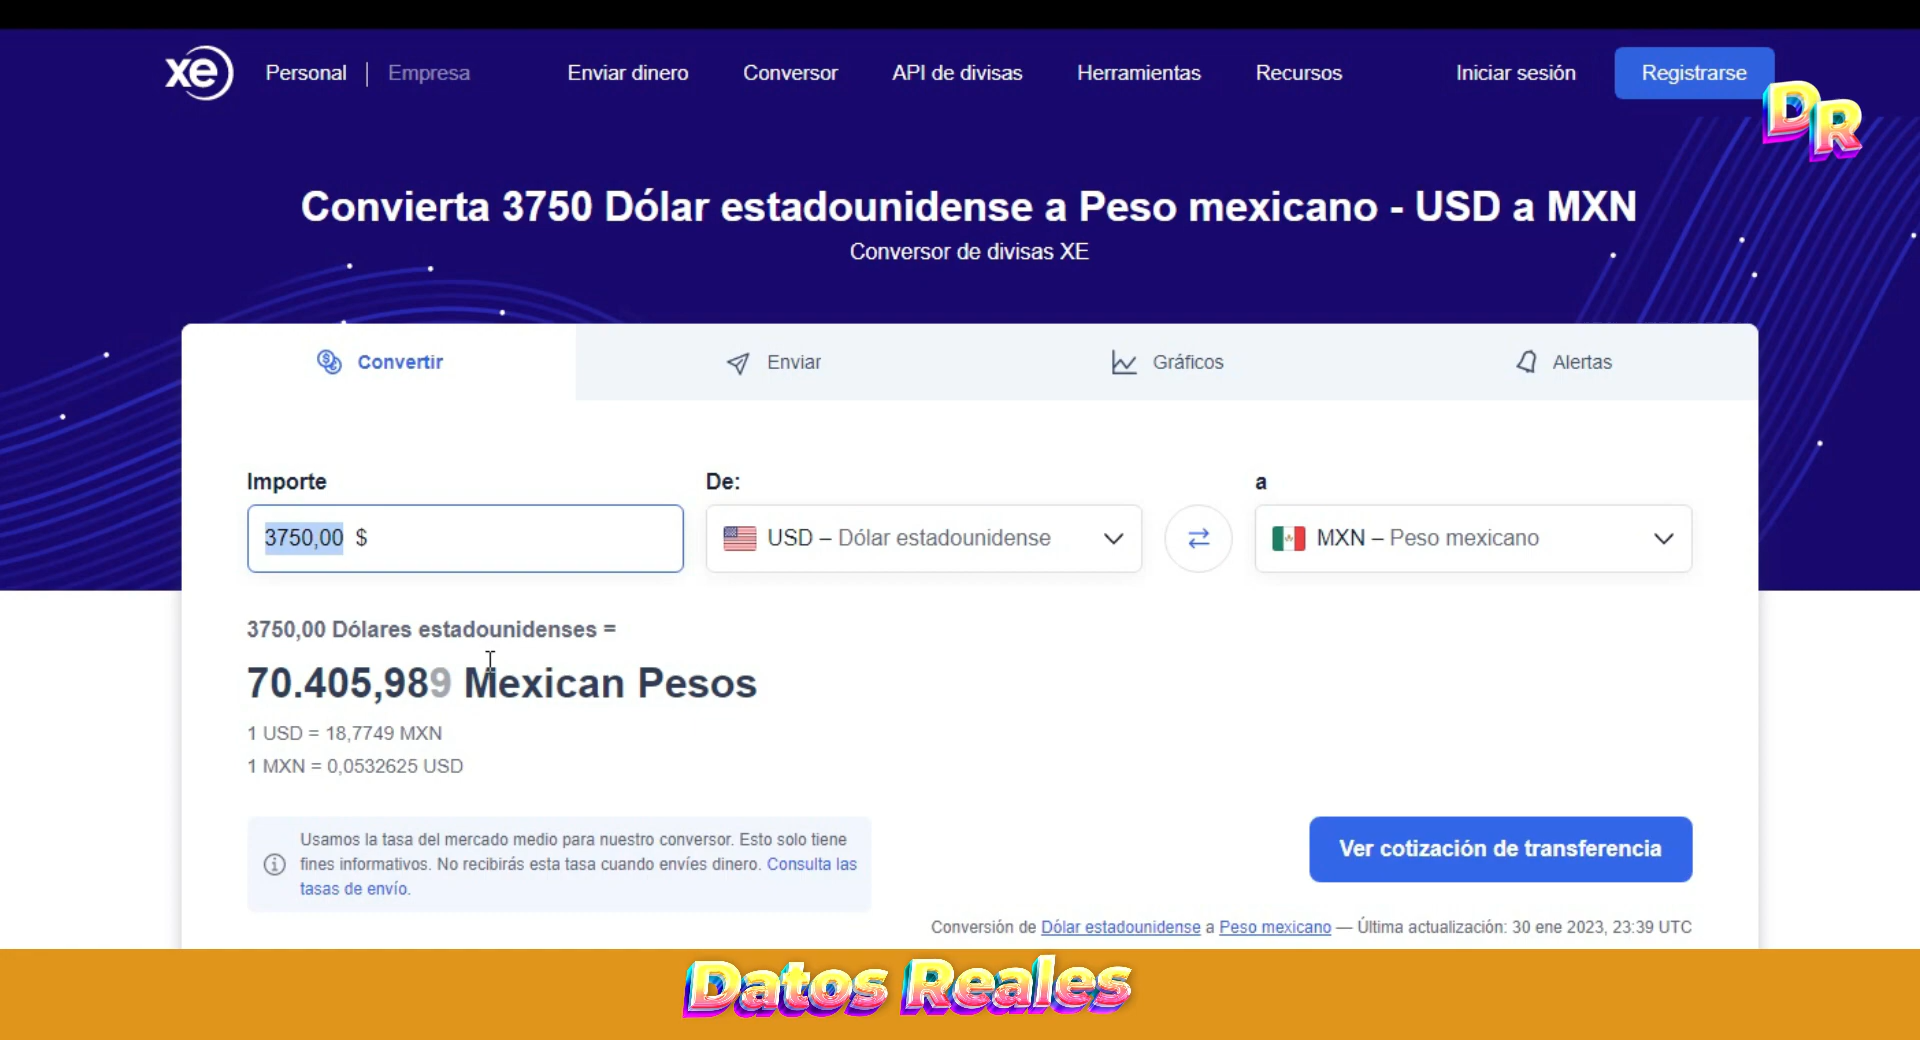 xe Personal | Empresa Enviar dinero Conversor API de divisas Herramientas Recursos Iniciar sesión Registrarse
DR
Convierta 3750 Dólar estadounidense a Peso mexicano - USD a MXN
Conversor de divisas XE
Convertir Enviar Gráficos Alertas
Importe De: a
3750,00 $ USD – Dólar estadounidense MXN – Peso mexicano
3750,00 Dólares estadounidenses =
70.405,989 Mexican Pesos
1 USD = 18,7749 MXN
1 MXN = 0,0532625 USD
Usamos la tasa del mercado medio para nuestro conversor. Esto solo tiene
fines informativos. No recibirás esta tasa cuando envíes dinero. Consulta las
tasas de envío.
Ver cotización de transferencia
Conversión de Dólar estadounidense a Peso mexicano — Última actualización: 30 ene 2023, 23:39 UTC
Datos Reales